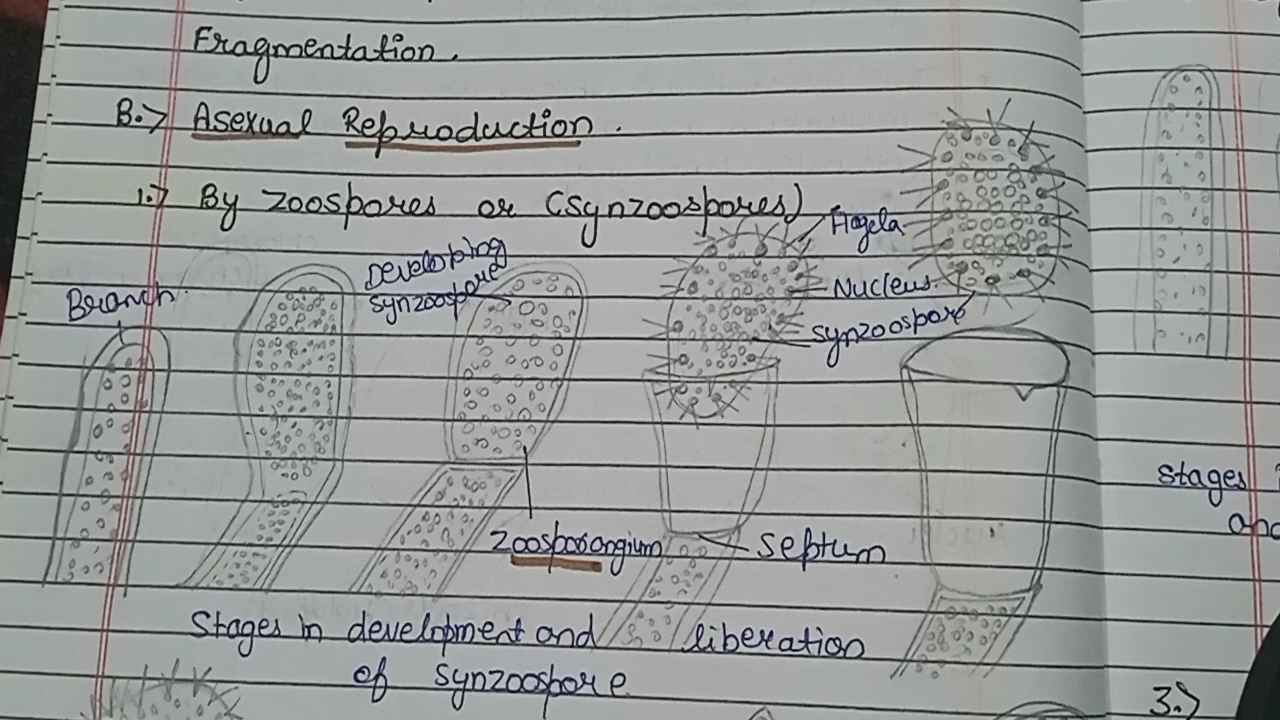 Fragmentation.
B.> Asexual Reproduction.
1.> By Zoospores or (Synzoospores)
Branch
Developing
synzoospore
Flagela
Nucleus
synzoospore
Zoosporangium
Septum
Stages in development and liberation
of synzoospore.
stages
and
3.>